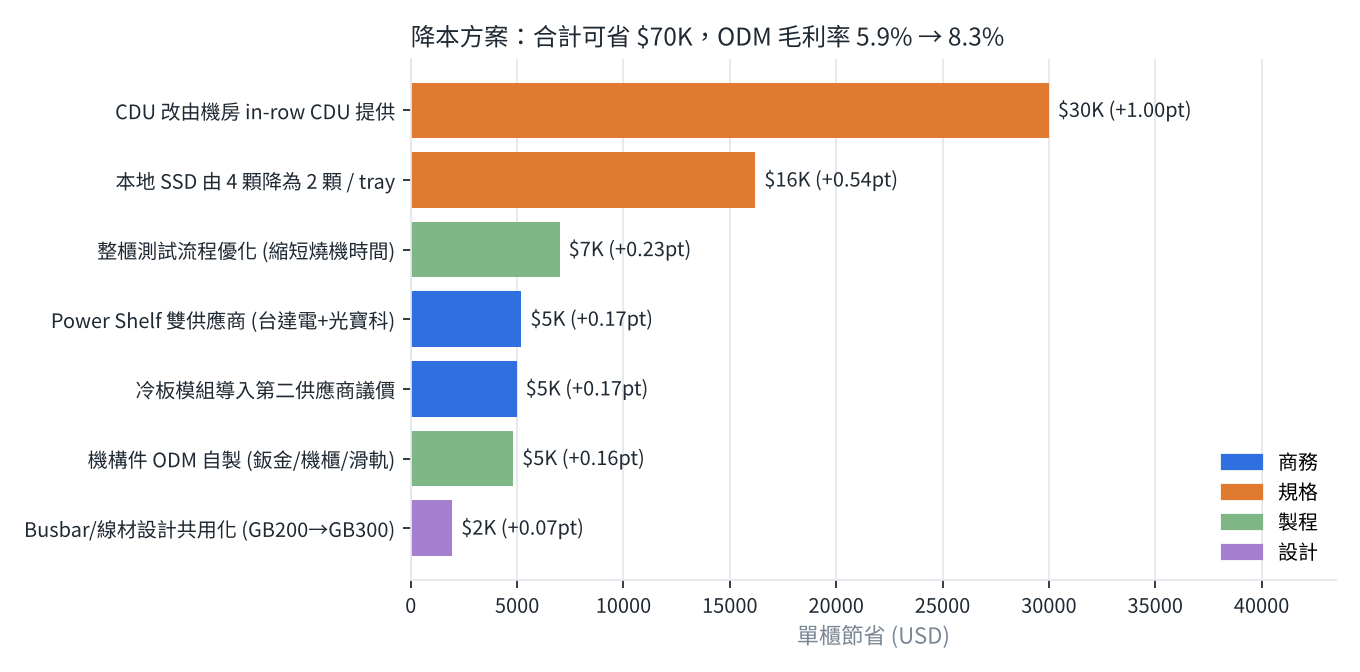 降本方案：合計可省 $70K，ODM 毛利率 5.9% → 8.3%
CDU 改由機房 in-row CDU 提供
$30K (+1.00pt)
本地 SSD 由 4 顆降為 2 顆 / tray
$16K (+0.54pt)
整櫃測試流程優化 (縮短燒機時間)
$7K (+0.23pt)
Power Shelf 雙供應商 (台達電+光寶科)
$5K (+0.17pt)
冷板模組導入第二供應商議價
$5K (+0.17pt)
機構件 ODM 自製 (鈑金/機櫃/滑軌)
$5K (+0.16pt)
Busbar/線材設計共用化 (GB200→GB300)
$2K (+0.07pt)
商務
規格
製程
設計
0 5000 10000 15000 20000 25000 30000 35000 40000
單櫃節省 (USD)